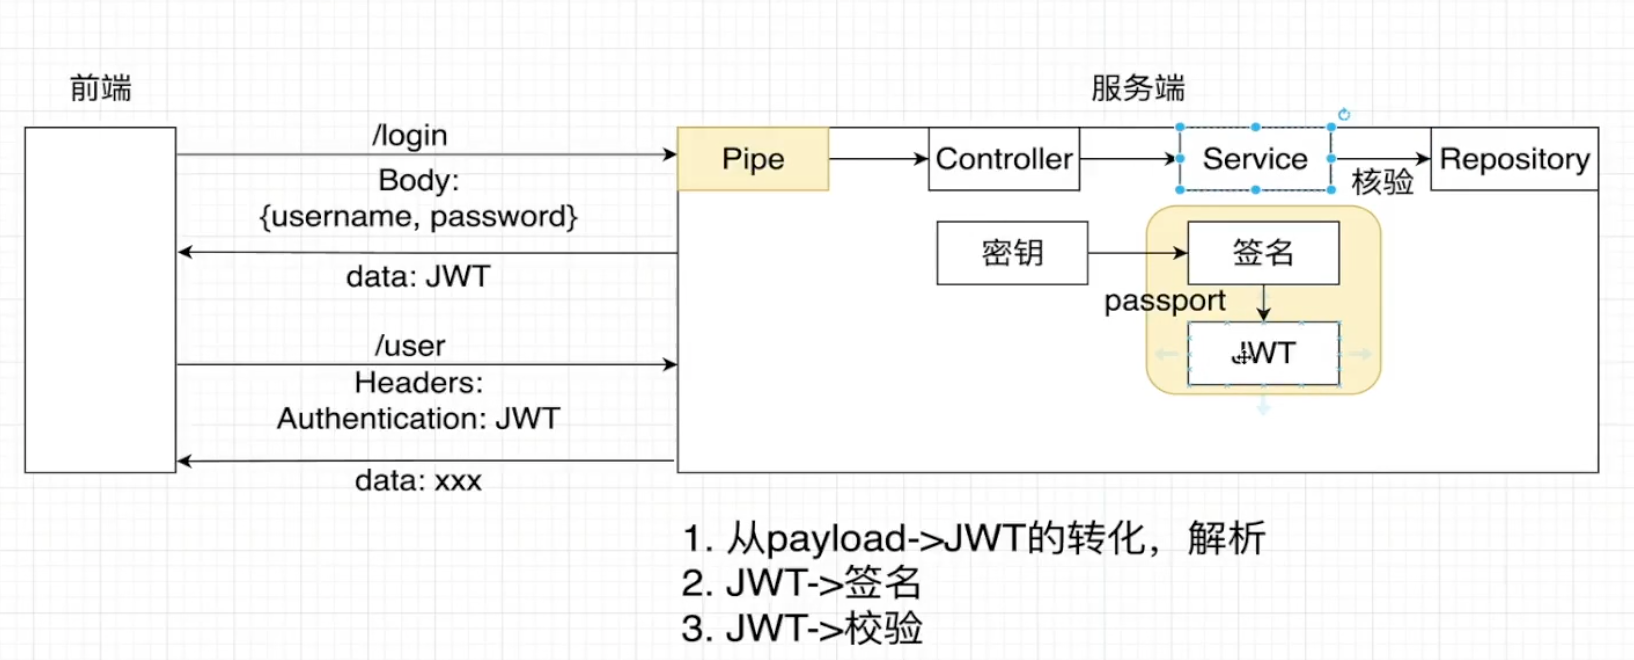 前端
服务端
/login
Body:
{username, password}
data: JWT
/user
Headers:
Authentication: JWT
data: xxx
Pipe
Controller
Service
核验
Repository
密钥
签名
passport
JWT
1. 从payload->JWT的转化，解析
2. JWT->签名
3. JWT->校验